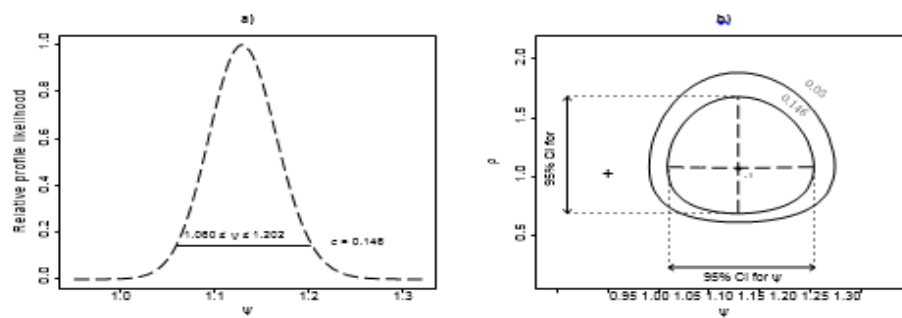 a)
Relative profile likelihood
1.0
0.8
0.6
0.4
0.2
0.0
1.060 ≤ ψ ≤ 1.202
c = 0.146
1.0 1.1 1.2 1.3
ψ
b)
ρ
2.0
1.5
1.0
0.5
95% CI for
0.05
0.146
95% CI for ψ
0.95 1.00 1.05 1.10 1.15 1.20 1.25 1.30
ψ